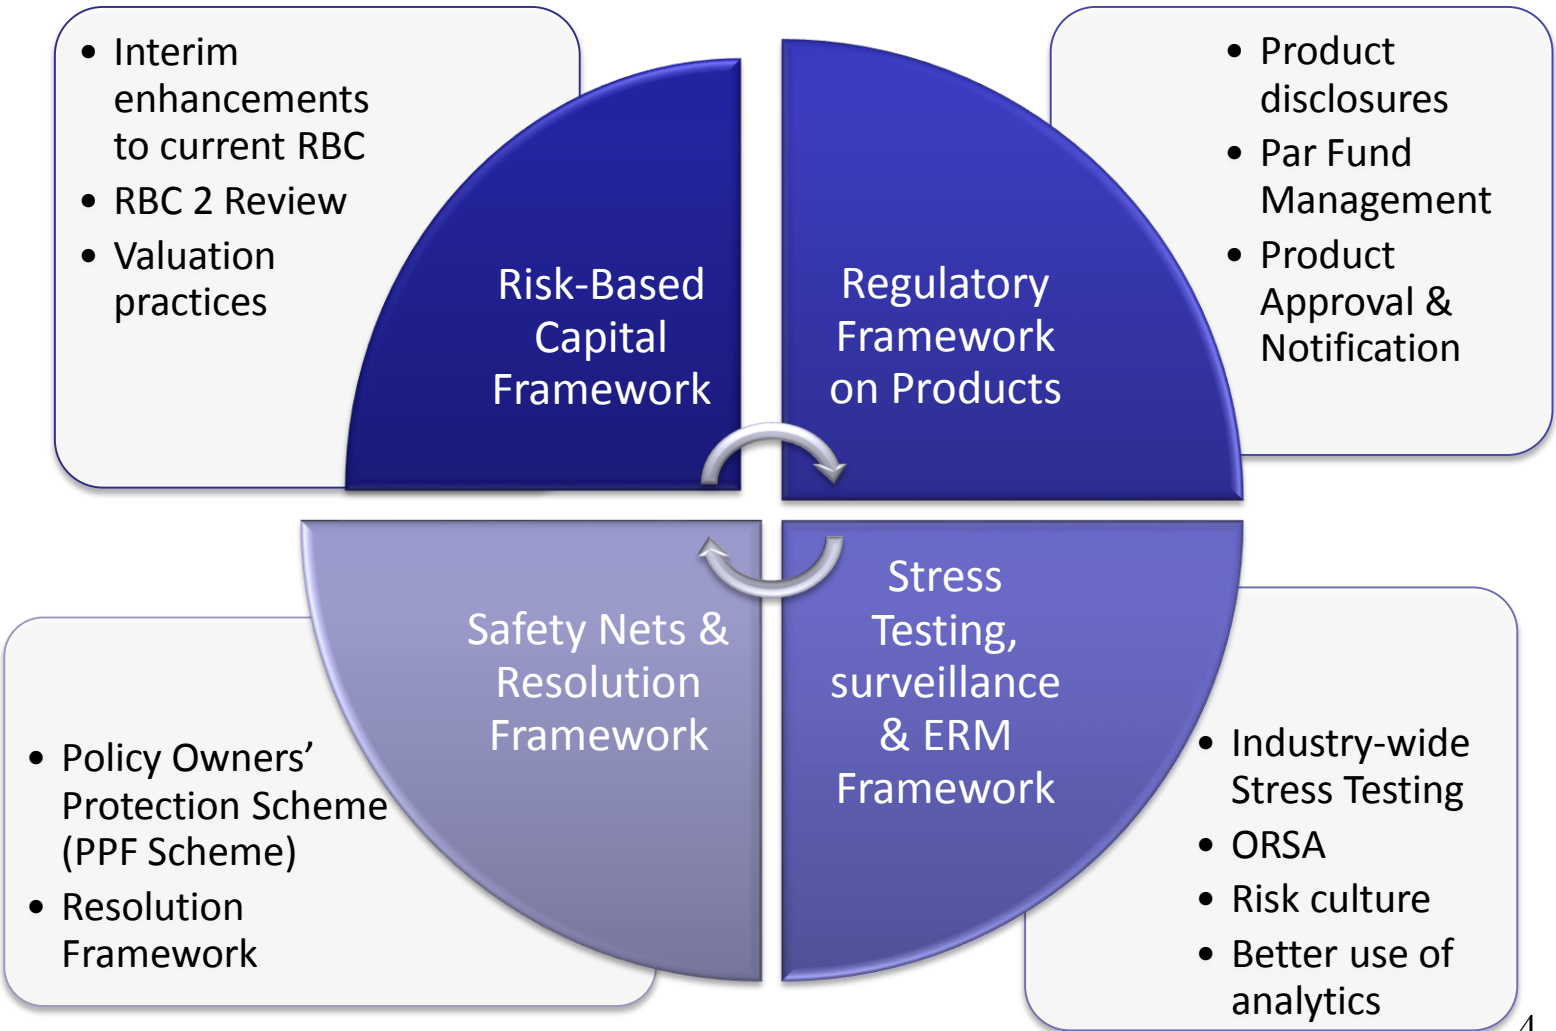 • Interim
enhancements
to current RBC
• RBC 2 Review
• Valuation
practices
Risk-Based
Capital
Framework
Regulatory
Framework
on Products
• Product
disclosures
• Par Fund
Management
• Product
Approval &
Notification
Safety Nets &
Resolution
Framework
• Policy Owners’
Protection Scheme
(PPF Scheme)
• Resolution
Framework
Stress
Testing,
surveillance
& ERM
Framework
• Industry-wide
Stress Testing
• ORSA
• Risk culture
• Better use of
analytics
4